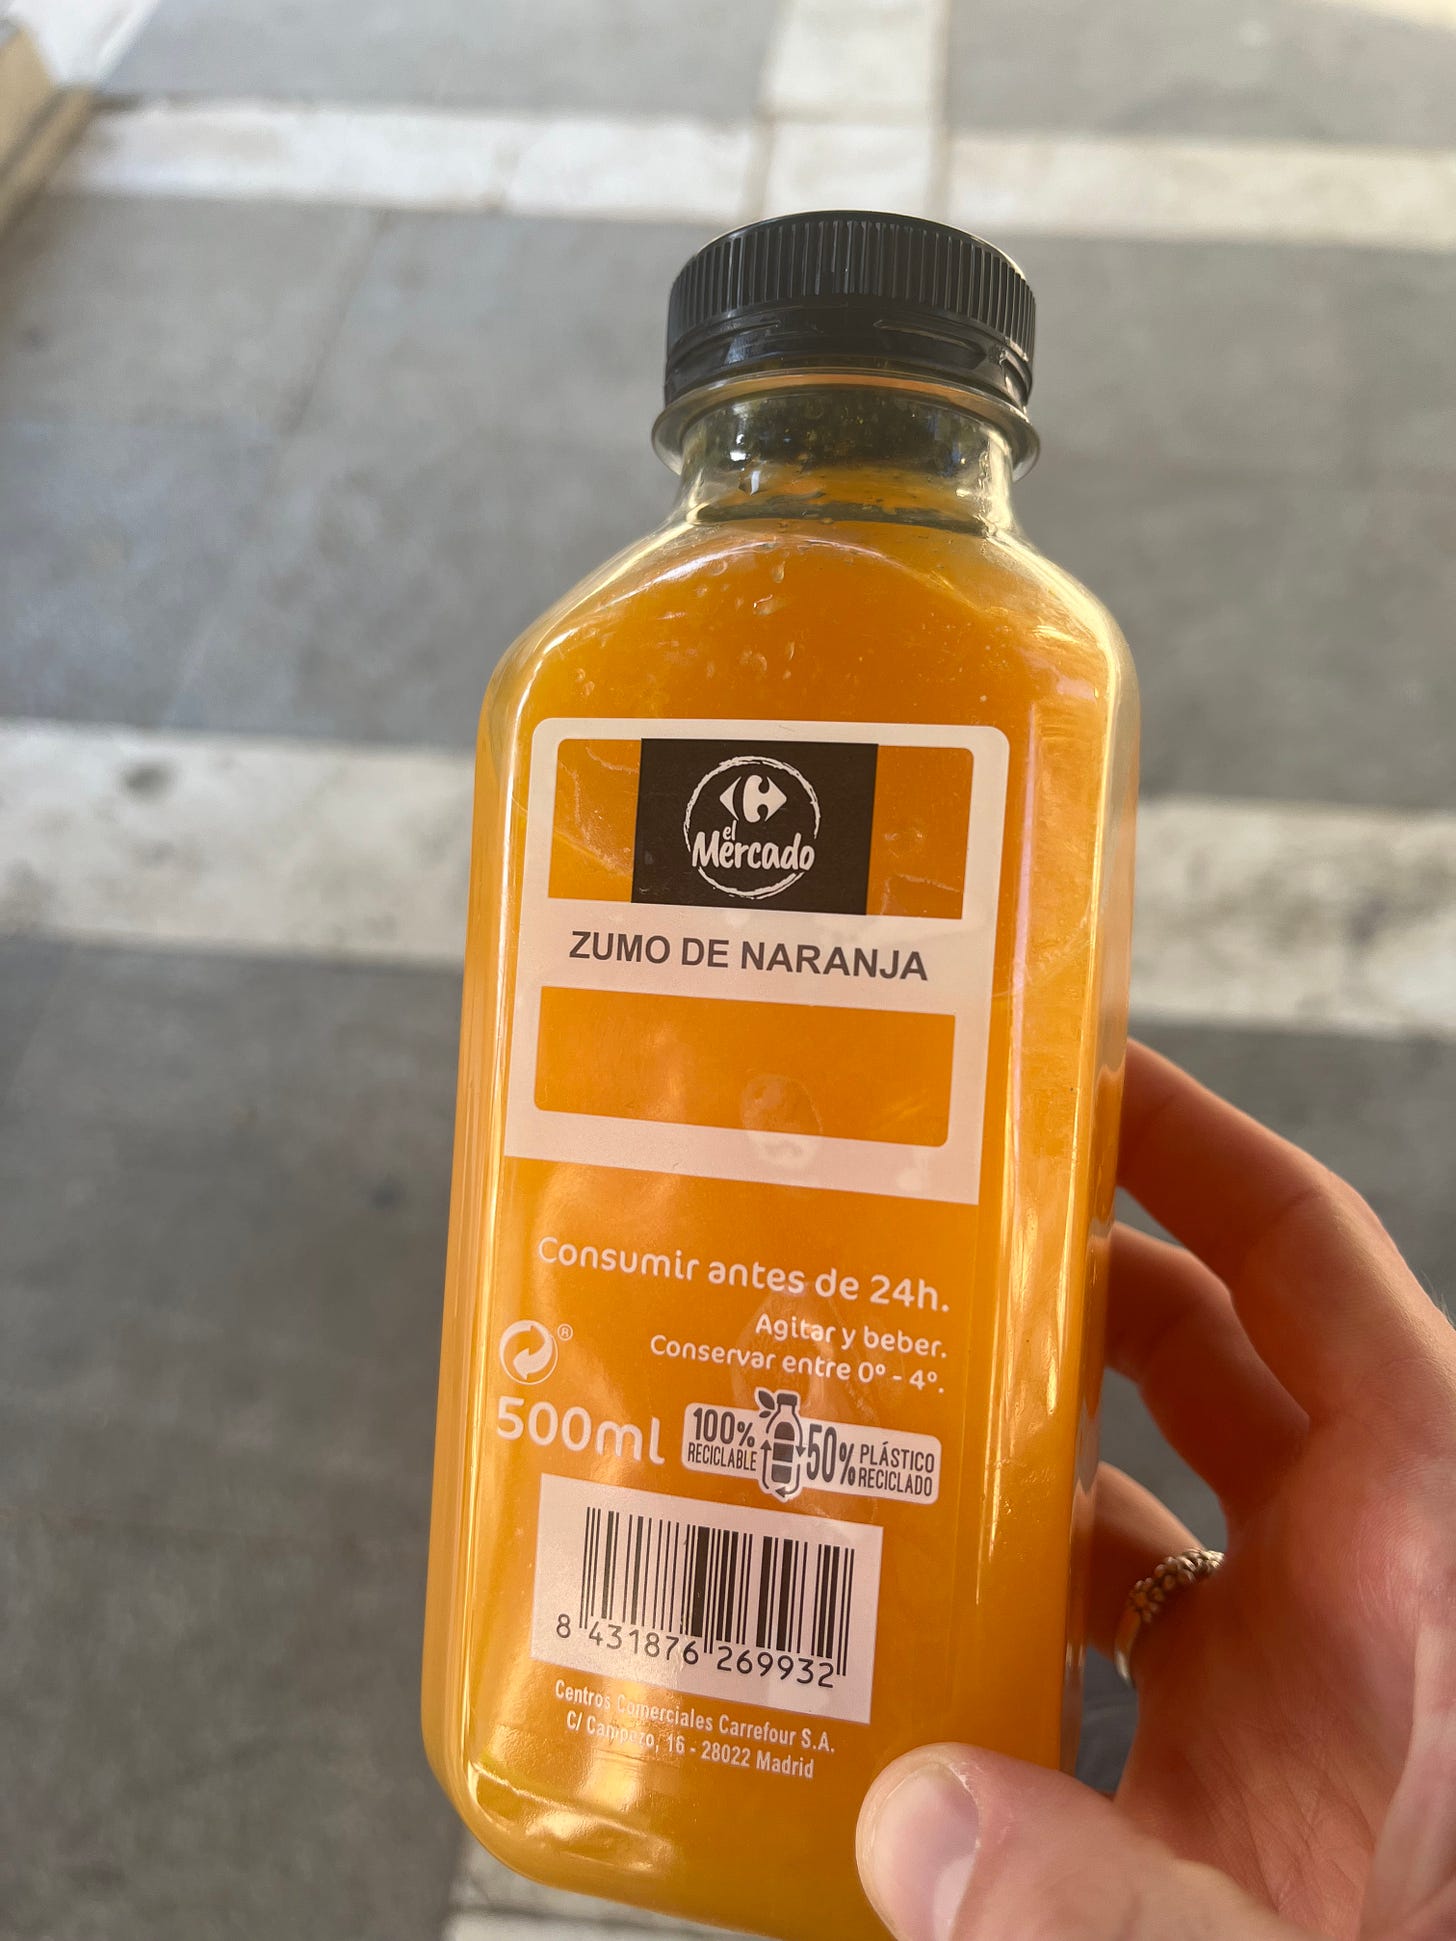 el
Mercado
ZUMO DE NARANJA
Consumir antes de 24h.
Agitar y beber.
Conservar entre 0º - 4º.
®
500ml
100%
RECICLABLE
50%
PLÁSTICO
RECICLADO
8 431876 269932
Centros Comerciales Carrefour S.A.
C/ Campezo, 16 - 28022 Madrid